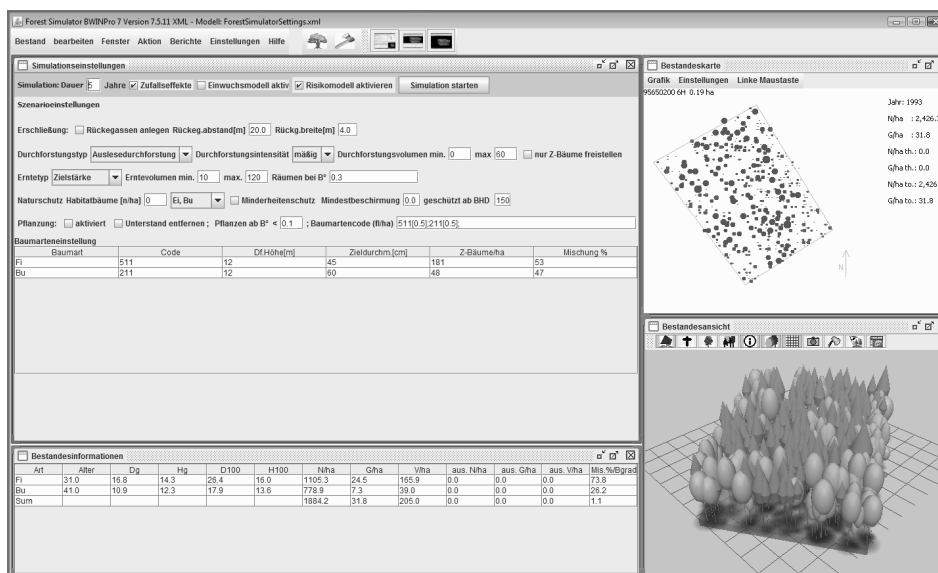 Forest Simulator BWINPro 7 Version 7.5.11 XML - Modell: ForestSimulatorSettings.xml
Bestand bearbeiten Fenster Aktion Berichte Einstellungen Hilfe
Simulationseinstellungen
Simulation: Dauer 5 Jahre Zufallseffekte Einwuchsmodell aktiv Risikomodell aktivieren Simulation starten
Szenarioeinstellungen
Erschließung: Rückegassen anlegen Rückeg.abstand[m] 20.0 Rückg.breite[m] 4.0
Durchforstungstyp Auslesedurchforstung Durchforstungsintensität mäßig Durchforstungsvolumen min. 0 max 60 nur Z-Bäume freistellen
Erntetyp Zielstärke Erntevolumen min. 10 max. 120 Räumen bei B° 0.3
Naturschutz Habitatbäume [n/ha] 0 Ei, Bu Minderheitenschutz Mindestbeschirmung 0.0 geschützt ab BHD 150
Pflanzung: aktiviert Unterstand entfernen ; Pflanzen ab B° < 0.1 ; Baumartencode (fl/ha) 511[0.5];211[0.5];
Baumarteneinstellung
Baumart Code Df.Höhe[m] Zieldurchm.[cm] Z-Bäume/ha Mischung %
Fi 511 12 45 181 53
Bu 211 12 60 48 47
Bestandesinformationen
Art Alter Dg Hg D100 H100 N/ha G/ha V/ha aus. N/ha aus. G/ha aus. V/ha Mis.%/Bgrad
Fi 31.0 16.8 14.3 26.4 16.0 1105.3 24.5 165.9 0.0 0.0 0.0 73.8
Bu 41.0 10.9 12.3 17.9 13.6 778.9 7.3 39.0 0.0 0.0 0.0 26.2
Sum 1884.2 31.8 205.0 0.0 0.0 0.0 1.1
Bestandeskarte
Grafik Einstellungen Linke Maustaste
95650200 6H 0.19 ha
Jahr: 1993
N/ha : 2,426.
G/ha : 31.8
N/ha th.: 0.0
G/ha th.: 0.0
N/ha to.: 2,426
G/ha to.: 31.8
N
Bestandesansicht